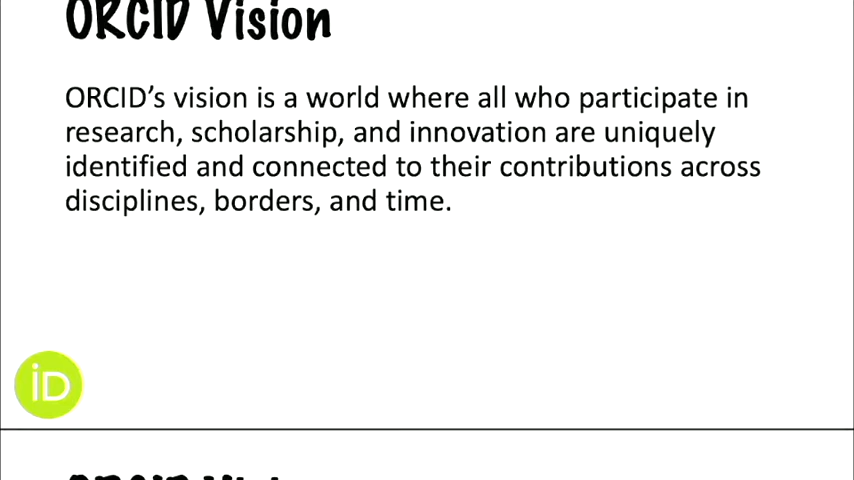 ORCID Vision
ORCID’s vision is a world where all who participate in
research, scholarship, and innovation are uniquely
identified and connected to their contributions across
disciplines, borders, and time.
iD